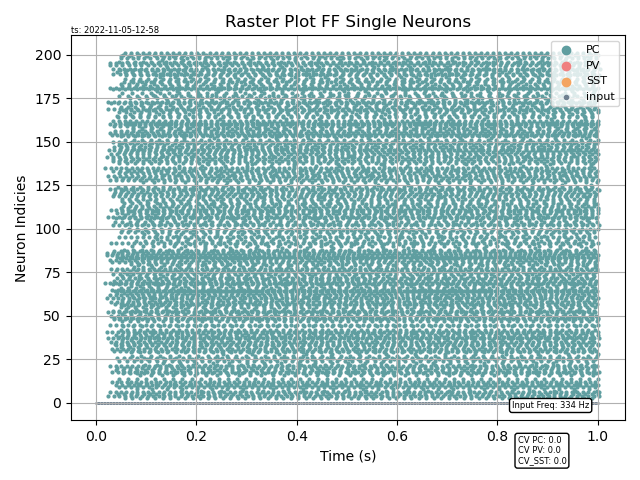 Raster Plot FF Single Neurons
ts: 2022-11-05-12-58
PC
PV
SST
input
Neuron Indicies
200
175
150
125
100
75
50
25
0
Input Freq: 334 Hz
0.0 0.2 0.4 0.6 0.8 1.0
Time (s)
CV PC: 0.0
CV PV: 0.0
CV_SST: 0.0